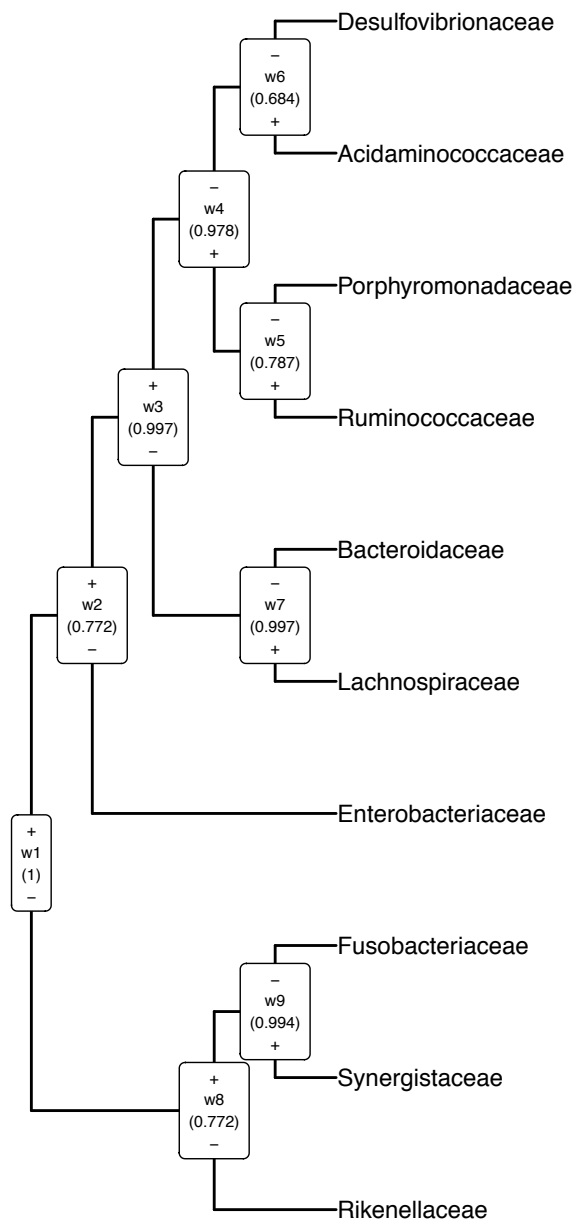 Desulfovibrionaceae
−
w6
(0.684)
+
Acidaminococcaceae
−
w4
(0.978)
+
Porphyromonadaceae
−
w5
(0.787)
+
Ruminococcaceae
+
w3
(0.997)
−
Bacteroidaceae
−
w7
(0.997)
+
Lachnospiraceae
+
w2
(0.772)
−
Enterobacteriaceae
+
w1
(1)
−
Fusobacteriaceae
−
w9
(0.994)
+
Synergistaceae
+
w8
(0.772)
−
Rikenellaceae